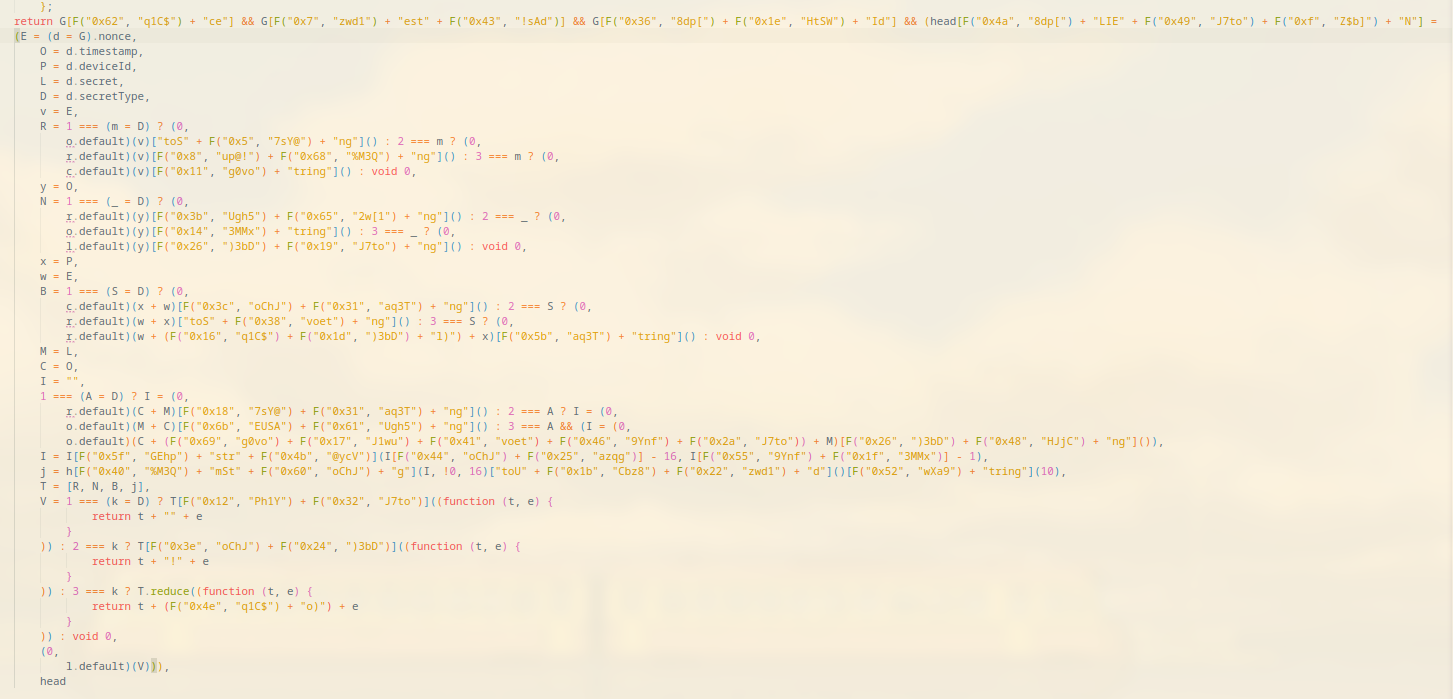 };
return G[F("0x62", "q1C$") + "ce"] && G[F("0x7", "zwd1") + "est" + F("0x43", "!sAd")] && G[F("0x36", "8dp[") + F("0x1e", "HtSW") + "Id"] && (head[F("0x4a", "8dp[") + "LIE" + F("0x49", "J7to") + F("0xf", "Z$b]") + "N"] =
(E = (d = G).nonce,
O = d.timestamp,
P = d.deviceId,
L = d.secret,
D = d.secretType,
v = E,
R = 1 === (m = D) ? (0,
o.default)(v)["toS" + F("0x5", "7sY@") + "ng"]() : 2 === m ? (0,
r.default)(v)[F("0x8", "up@!") + F("0x68", "%M3Q") + "ng"]() : 3 === m ? (0,
c.default)(v)[F("0x11", "g0vo") + "tring"]() : void 0,
y = O,
N = 1 === (_ = D) ? (0,
r.default)(y)[F("0x3b", "Ugh5") + F("0x65", "2w[1") + "ng"]() : 2 === _ ? (0,
o.default)(y)[F("0x14", "3MMx") + "tring"]() : 3 === _ ? (0,
l.default)(y)[F("0x26", ")3bD") + F("0x19", "J7to") + "ng"]() : void 0,
x = P,
w = E,
B = 1 === (S = D) ? (0,
c.default)(x + w)[F("0x3c", "oChJ") + F("0x31", "aq3T") + "ng"]() : 2 === S ? (0,
r.default)(w + x)["toS" + F("0x38", "voet") + "ng"]() : 3 === S ? (0,
r.default)(w + (F("0x16", "q1C$") + F("0x1d", ")3bD") + "l)") + x)[F("0x5b", "aq3T") + "tring"]() : void 0,
M = L,
C = O,
I = "",
1 === (A = D) ? I = (0,
r.default)(C + M)[F("0x18", "7sY@") + F("0x31", "aq3T") + "ng"]() : 2 === A ? I = (0,
o.default)(M + C)[F("0x6b", "EUSA") + F("0x61", "Ugh5") + "ng"]() : 3 === A && (I = (0,
o.default)(C + (F("0x69", "g0vo") + F("0x17", "J1wu") + F("0x41", "voet") + F("0x46", "9Ynf") + F("0x2a", "J7to")) + M)[F("0x26", ")3bD") + F("0x48", "HJjC") + "ng"]()),
I = I[F("0x5f", "GEhp") + "str" + F("0x4b", "@ycV")](I[F("0x44", "oChJ") + F("0x25", "azqg")] - 16, I[F("0x55", "9Ynf") + F("0x1f", "3MMx")] - 1),
j = h[F("0x40", "%M3Q") + "mSt" + F("0x60", "oChJ") + "g"](I, !0, 16)["toU" + F("0x1b", "Cbz8") + F("0x22", "zwd1") + "d"]()[F("0x52", "wXa9") + "tring"](10),
T = [R, N, B, j],
V = 1 === (k = D) ? T[F("0x12", "Ph1Y") + F("0x32", "J7to")]((function (t, e) {
return t + "" + e
}
)) : 2 === k ? T[F("0x3e", "oChJ") + F("0x24", ")3bD")]((function (t, e) {
return t + "!" + e
}
)) : 3 === k ? T.reduce((function (t, e) {
return t + (F("0x4e", "q1C$") + "o)") + e
}
)) : void 0,
(0,
l.default)(V))),
head